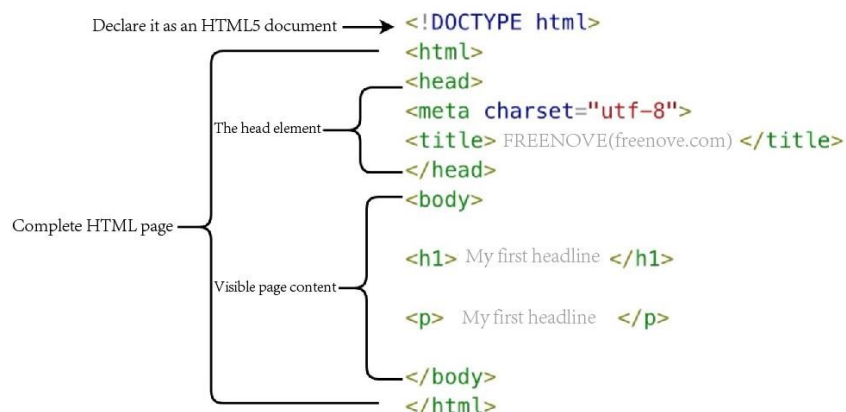 Declare it as an HTML5 document <!DOCTYPE html>
<html>
<head>
<meta charset="utf-8">
The head element
<title> FREENOVE(freenove.com) </title>
</head>
<body>
Complete HTML page
<h1> My first headline </h1>
Visible page content
<p> My first headline </p>
</body>
</html>